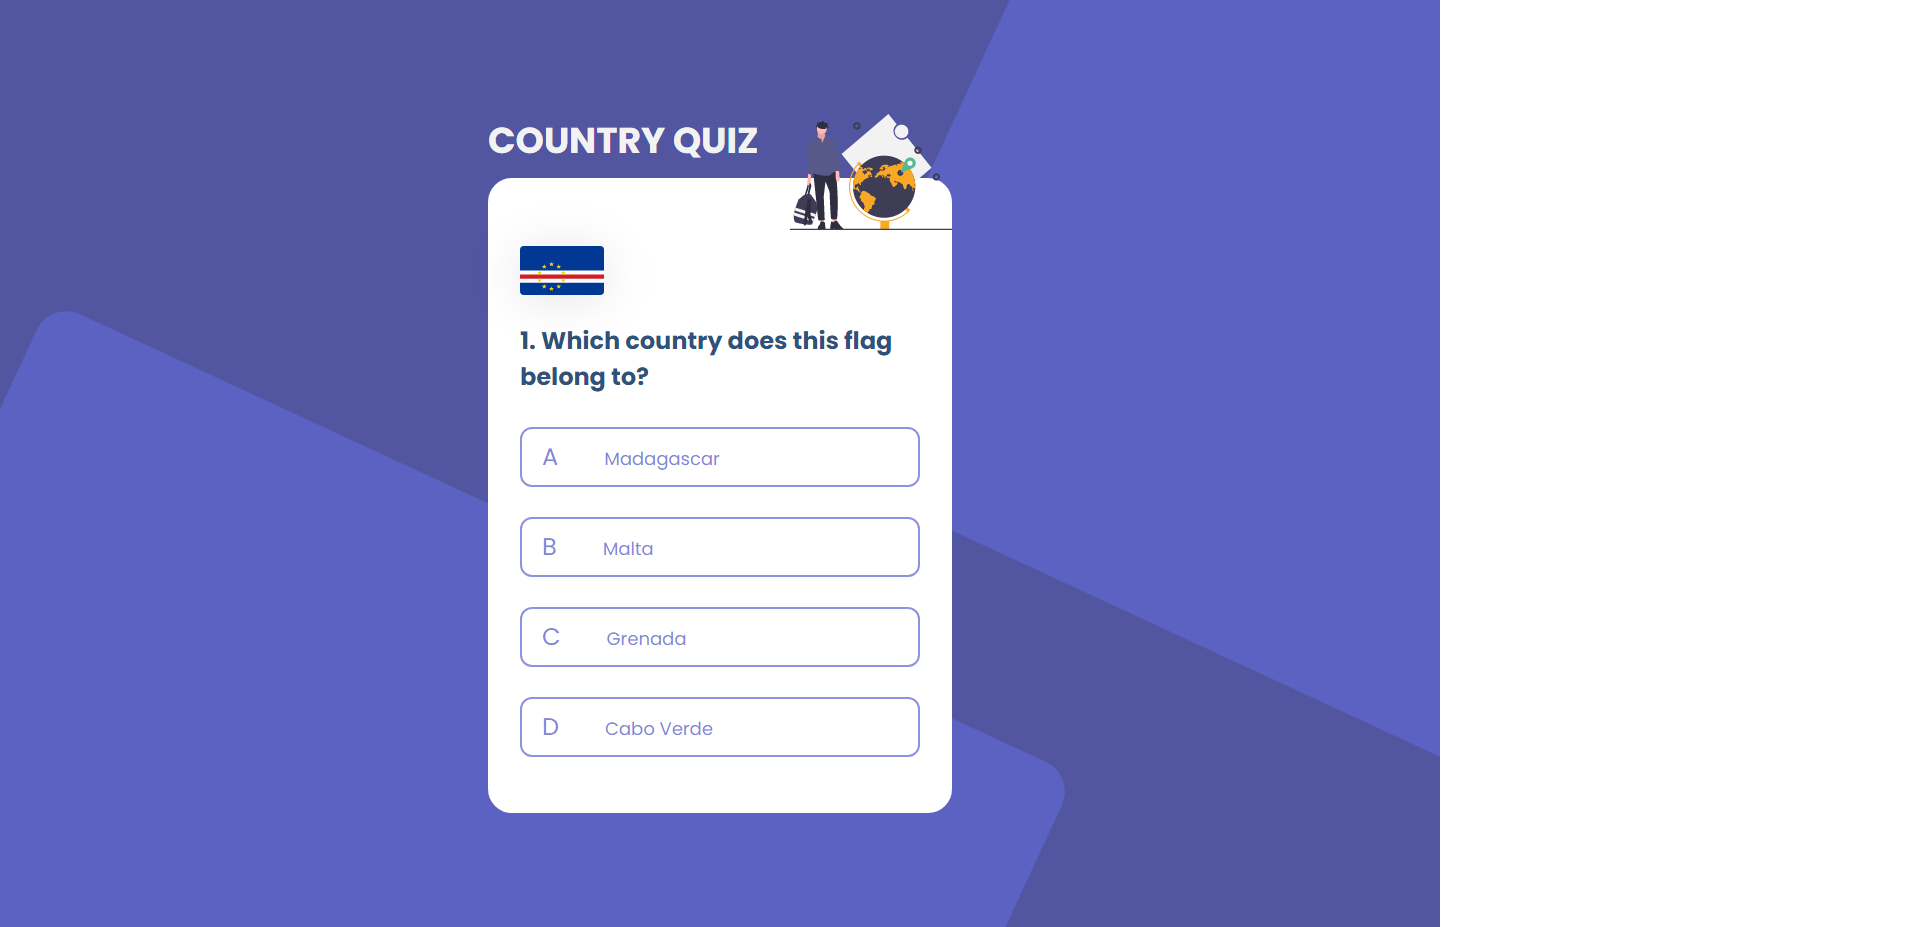 COUNTRY QUIZ
1. Which country does this flag
belong to?
A Madagascar
B Malta
C Grenada
D Cabo Verde